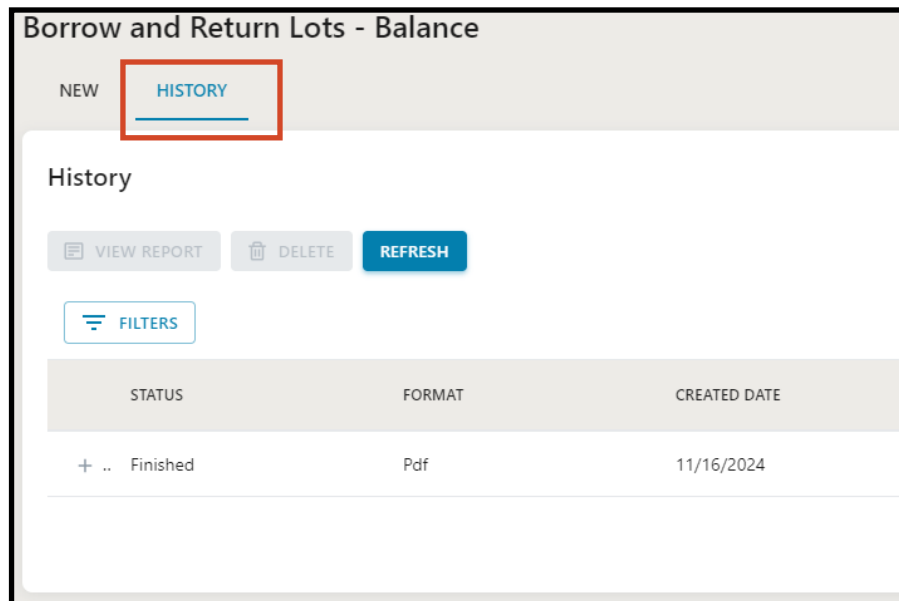 Borrow and Return Lots - Balance
NEW HISTORY
History
VIEW REPORT DELETE REFRESH
FILTERS
STATUS FORMAT CREATED DATE
+ .. Finished Pdf 11/16/2024